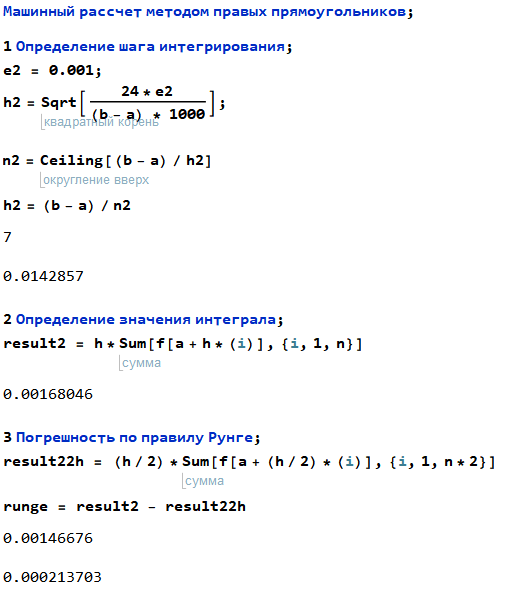 Машинный рассчет методом правых прямоугольников;
1 Определение шага интегрирования;
e2 = 0.001;
h2 = Sqrt[ 24 * e2 / (b - a) * 1000 ];
квадратный корень
n2 = Ceiling[(b - a) / h2]
округление вверх
h2 = (b - a) / n2
7
0.0142857
2 Определение значения интеграла;
result2 = h * Sum[f[a + h * (i)], {i, 1, n}]
сумма
0.00168046
3 Погрешность по правилу Рунге;
result22h = (h / 2) * Sum[f[a + (h / 2) * (i)], {i, 1, n * 2}]
сумма
runge = result2 - result22h
0.00146676
0.000213703